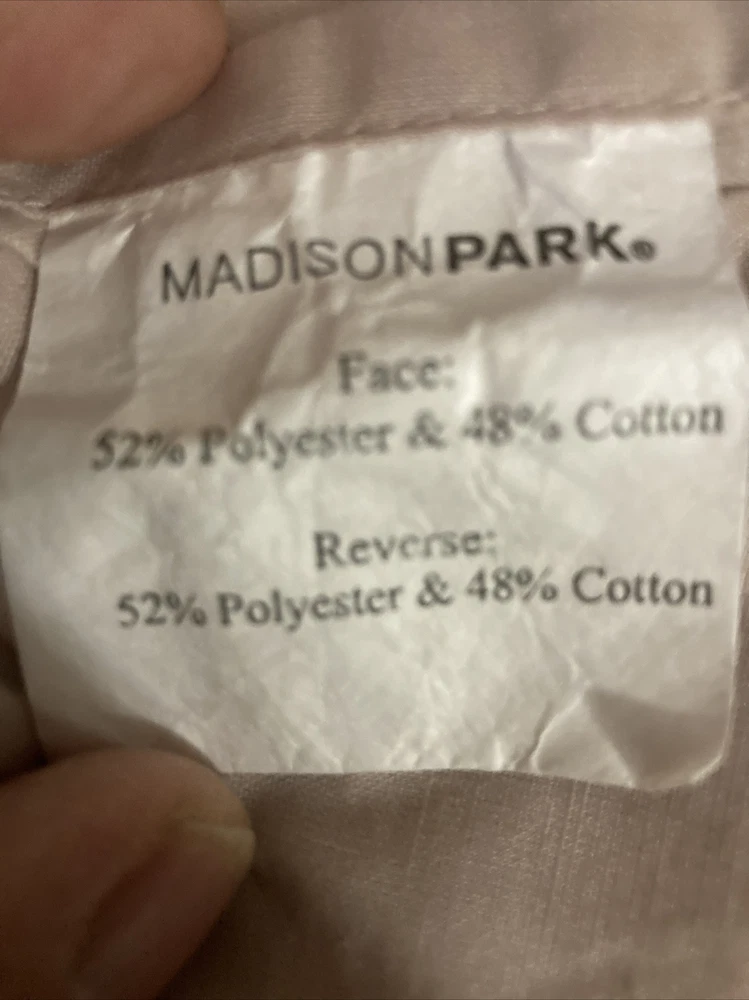 MADISONPARK®
Face:
52% Polyester & 48% Cotton
Reverse:
52% Polyester & 48% Cotton